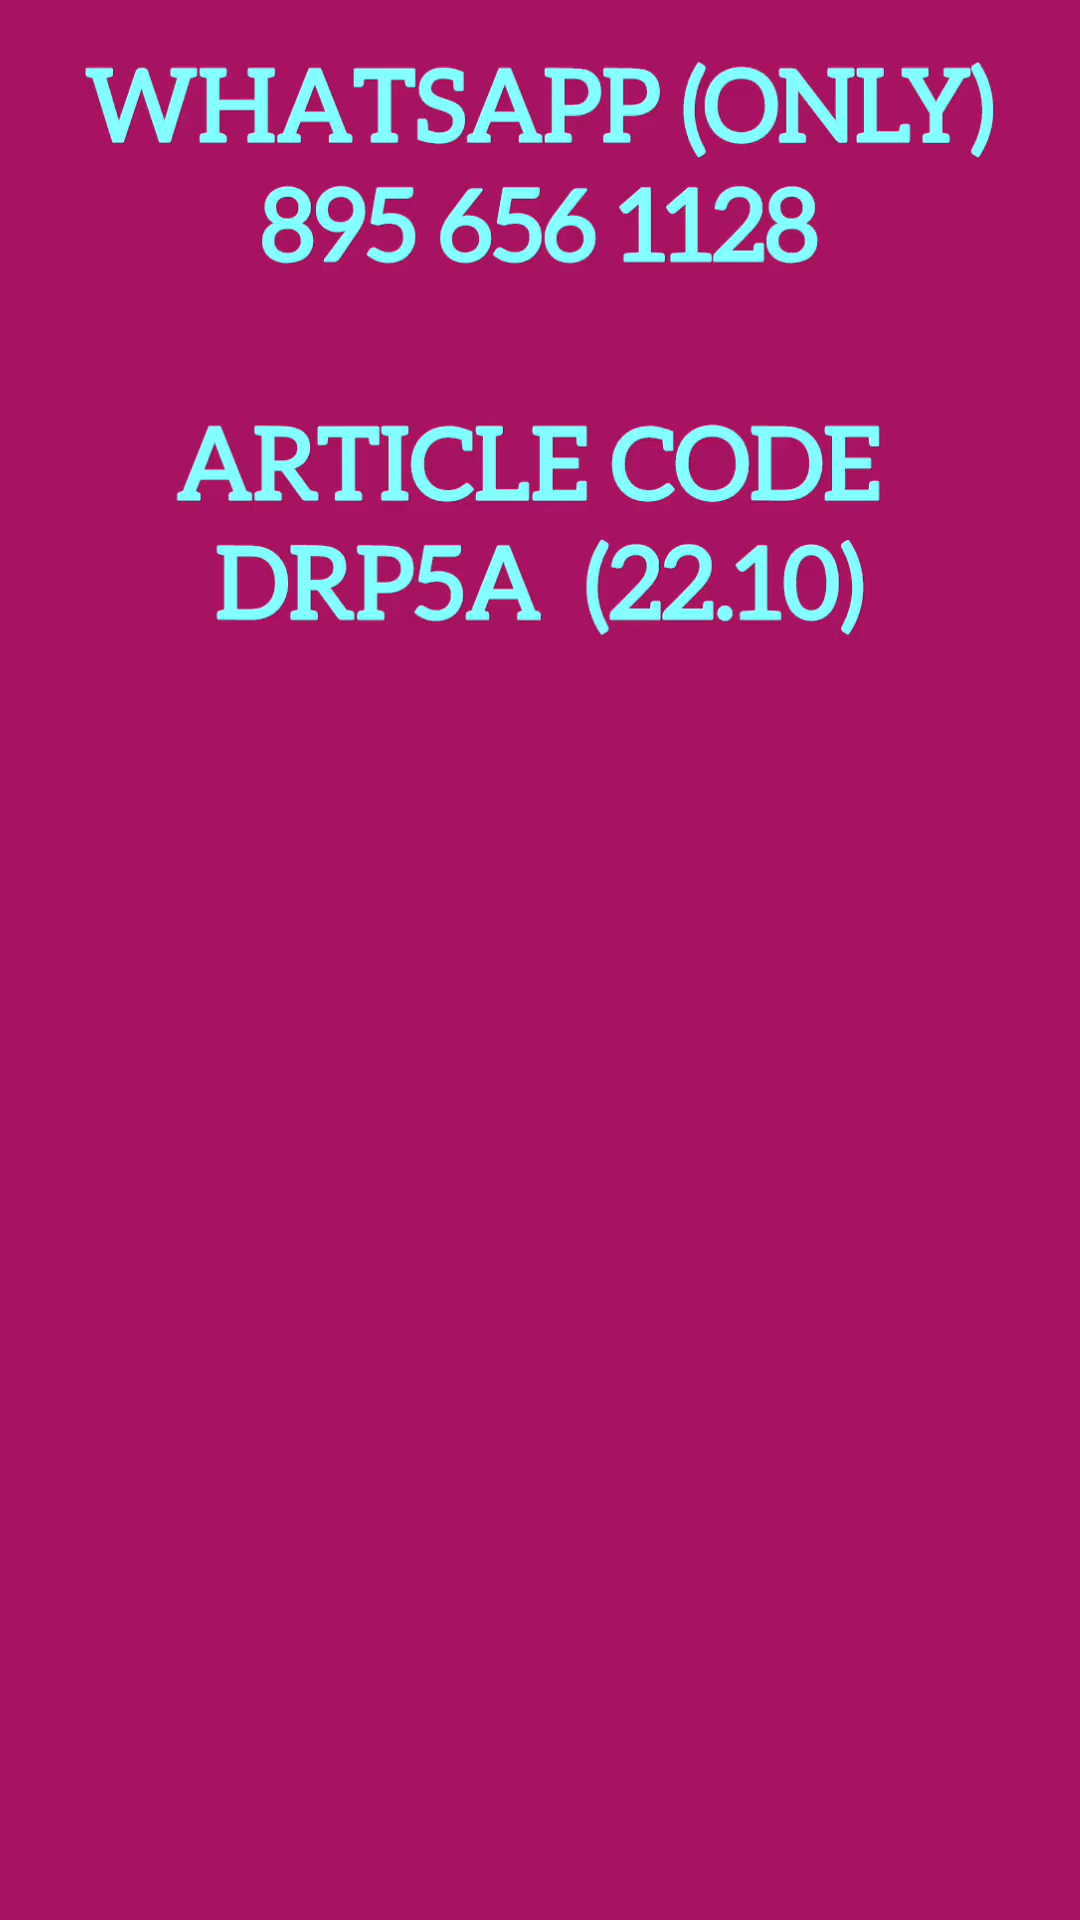 WHATSAPP (ONLY)
895 656 1128
ARTICLE CODE
DRP5A (22.10)